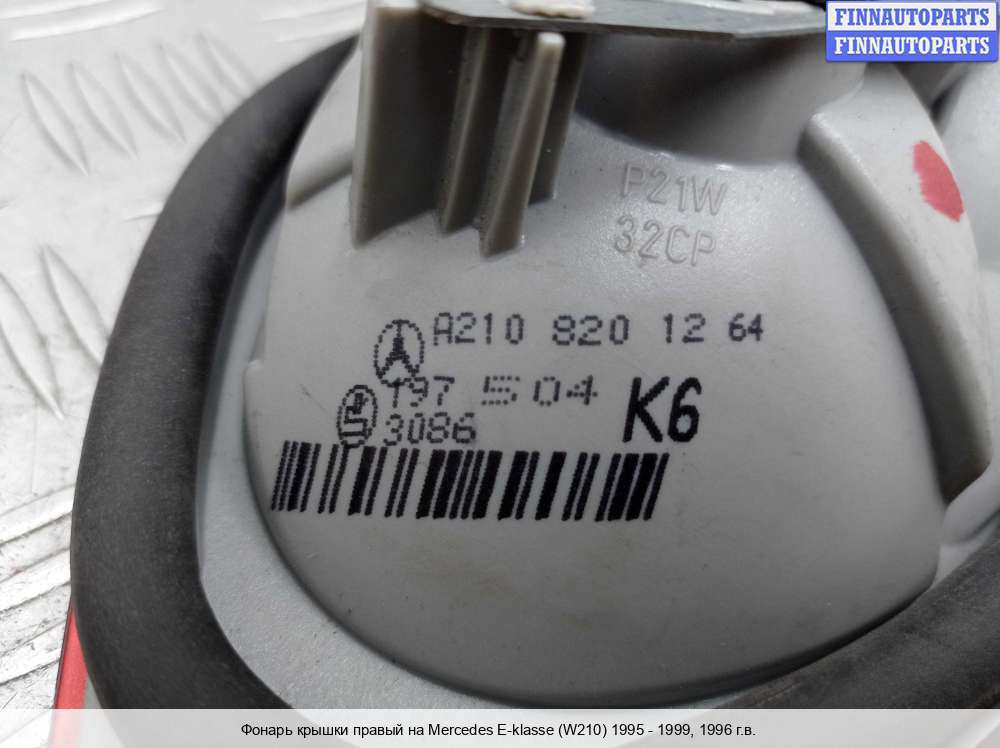 FINNAUTOPARTS
FINNAUTOPARTS
P21W
32CP
A210 820 12 64
197 504
K6
3086
Фонарь крышки правый на Mercedes E-klasse (W210) 1995 - 1999, 1996 г.в.